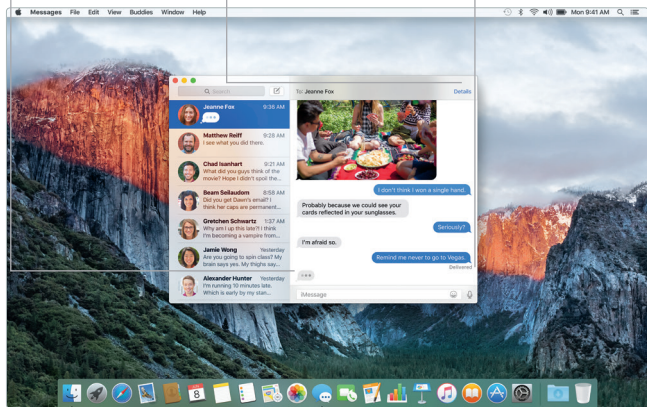 Messages File Edit View Buddies Window Help
Mon 9:41 AM
Search
To: Jeanne Fox
Details
Jeanne Fox 9:36 AM
Matthew Reiff 9:28 AM
I see what you did there.
Chad Isanhart 9:21 AM
What did you guys think of the
movie? Hope I didn't spoil the...
Beam Seilaudom 8:58 AM
Did you get Dawn's email? I
think her caps are permanent...
Gretchen Schwartz 1:37 AM
Why am I up this late?! I think
I'm becoming a vampire from...
Jamie Wong Yesterday
Are you going to spin class? My
brain says yes. My thighs say...
Alexander Hunter Yesterday
I'm running 10 minutes late.
Which is early by my stan...
I don't think I won a single hand.
Probably because we could see your
cards reflected in your sunglasses.
Seriously?
I'm afraid so.
Remind me never to go to Vegas.
Delivered
iMessage
8